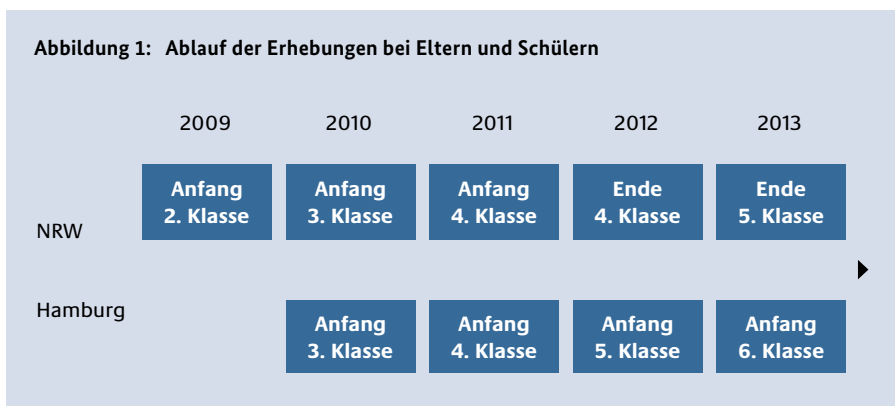 Abbildung 1: Ablauf der Erhebungen bei Eltern und Schülern
2009 2010 2011 2012 2013
NRW
Anfang 2. Klasse
Anfang 3. Klasse
Anfang 4. Klasse
Ende 4. Klasse
Ende 5. Klasse
Hamburg
Anfang 3. Klasse
Anfang 4. Klasse
Anfang 5. Klasse
Anfang 6. Klasse